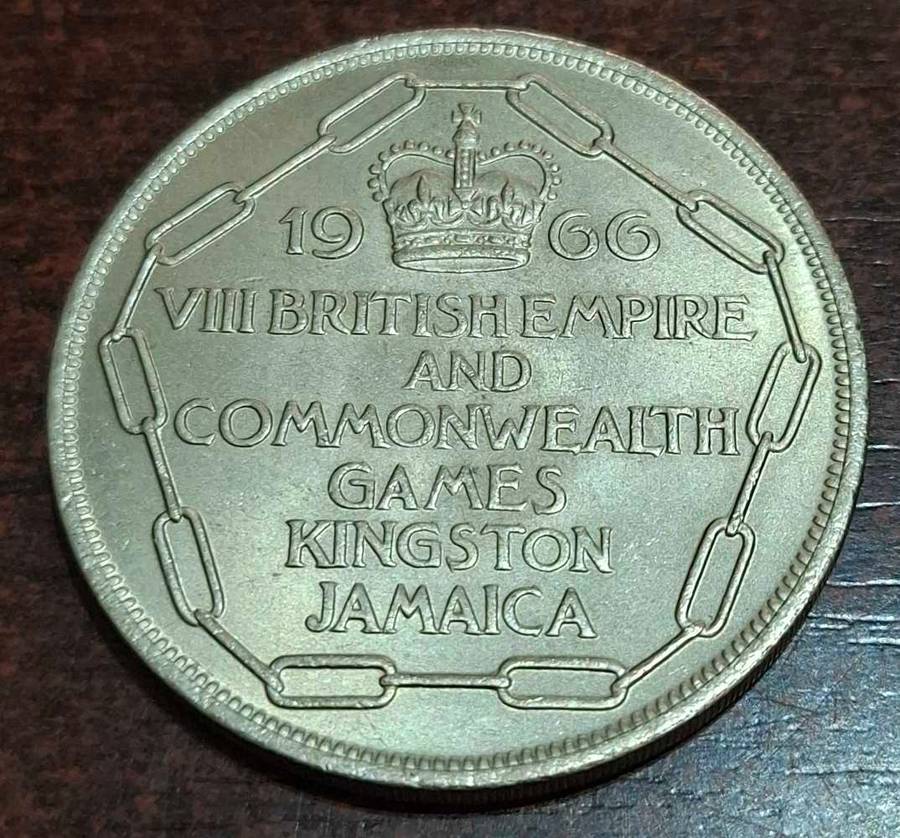 1966
VIII BRITISH EMPIRE
AND
COMMONWEALTH
GAMES
KINGSTON
JAMAICA